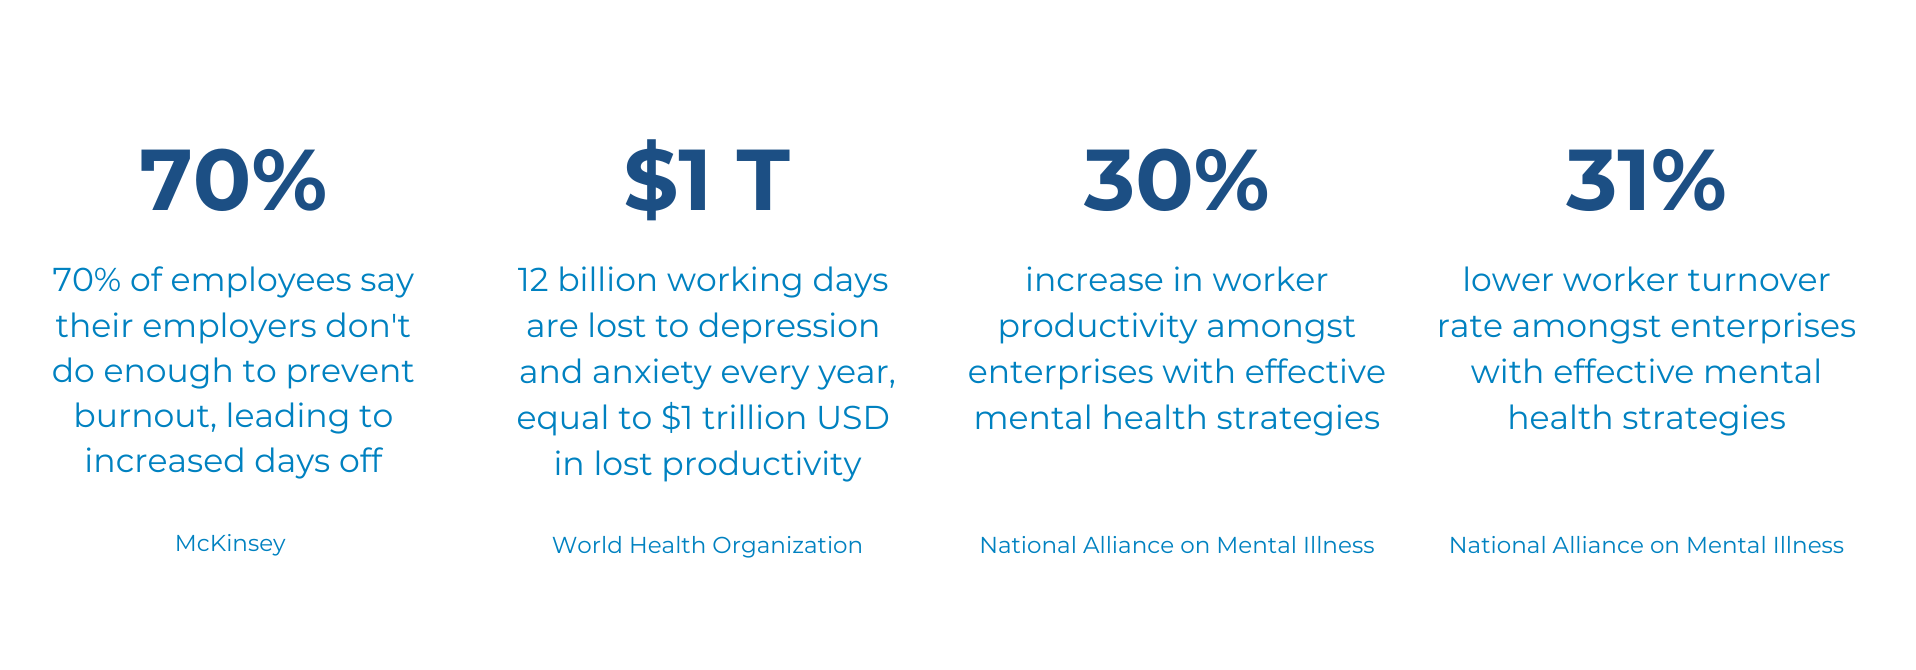 70%
70% of employees say
their employers don't
do enough to prevent
burnout, leading to
increased days off
McKinsey
$1 T
12 billion working days
are lost to depression
and anxiety every year,
equal to $1 trillion USD
in lost productivity
World Health Organization
30%
increase in worker
productivity amongst
enterprises with effective
mental health strategies
National Alliance on Mental Illness
31%
lower worker turnover
rate amongst enterprises
with effective mental
health strategies
National Alliance on Mental Illness